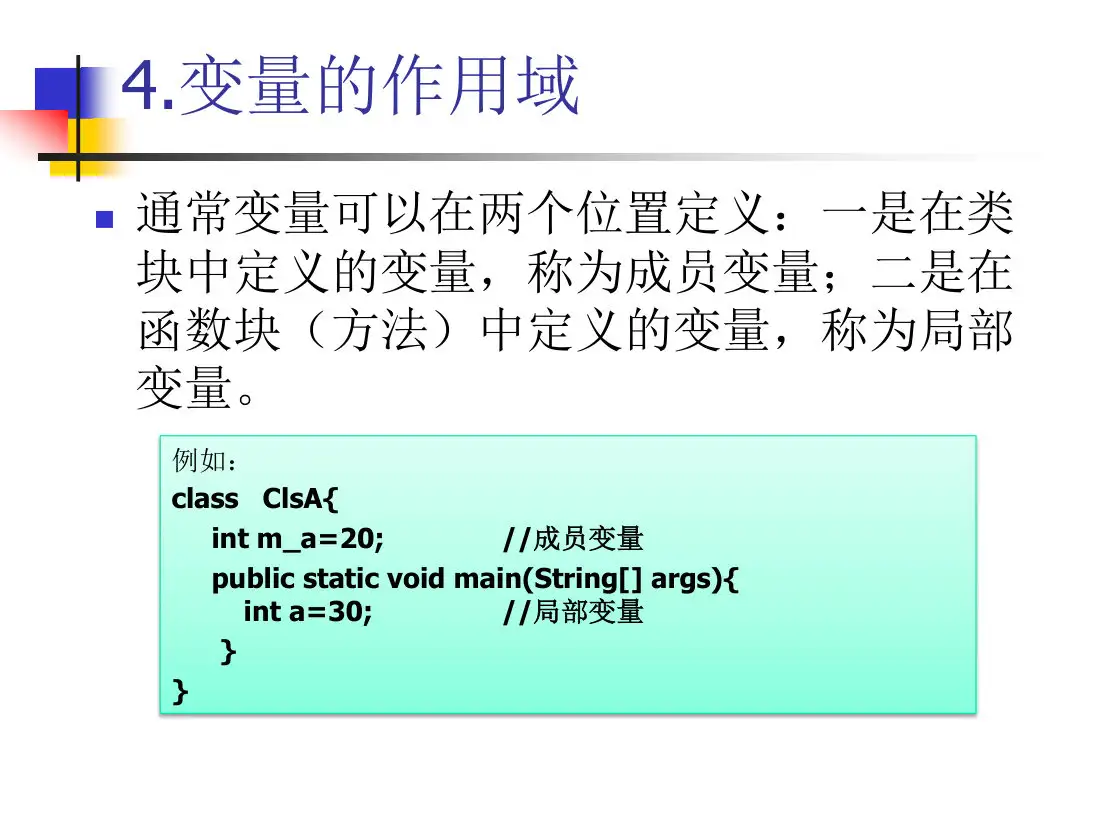 4.变量的作用域
通常变量可以在两个位置定义：一是在类
块中定义的变量，称为成员变量；二是在
函数块（方法）中定义的变量，称为局部
变量。
例如：
class ClsA{
int m_a=20; //成员变量
public static void main(String[] args){
int a=30; //局部变量
}
}